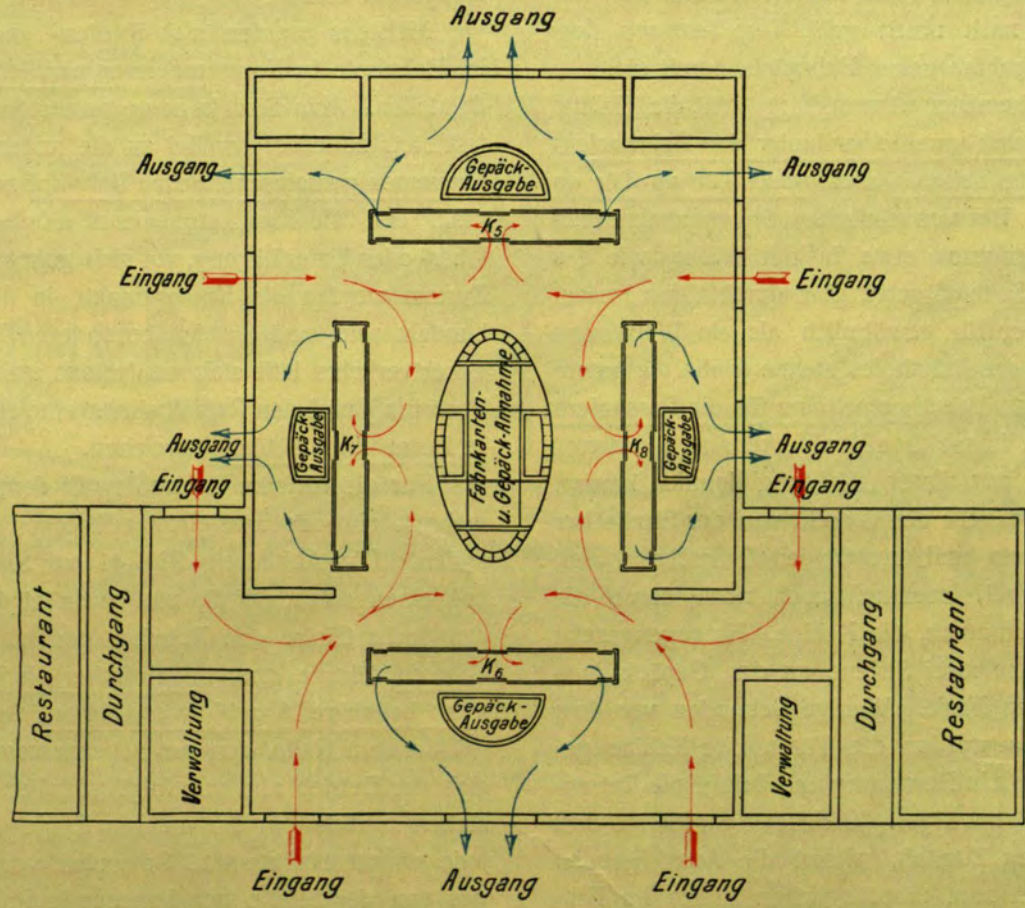 Ausgang
Ausgang
Gepäck-
Ausgabe
Ausgang
K5
Eingang
Eingang
Fahrkarten-
u. Gepäck-Annahme
Gepäck-
Ausgabe
K7
K8
Gepäck-
Ausgabe
Ausgang
Ausgang
Eingang
Eingang
Restaurant
Durchgang
Verwaltung
K6
Gepäck-
Ausgabe
Verwaltung
Durchgang
Restaurant
Eingang
Ausgang
Eingang